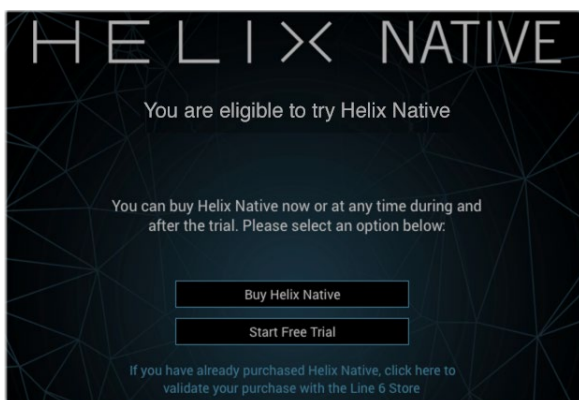 HELIX NATIVE
You are eligible to try Helix Native
You can buy Helix Native now or at any time during and
after the trial. Please select an option below:
Buy Helix Native
Start Free Trial
If you have already purchased Helix Native, click here to
validate your purchase with the Line 6 Store